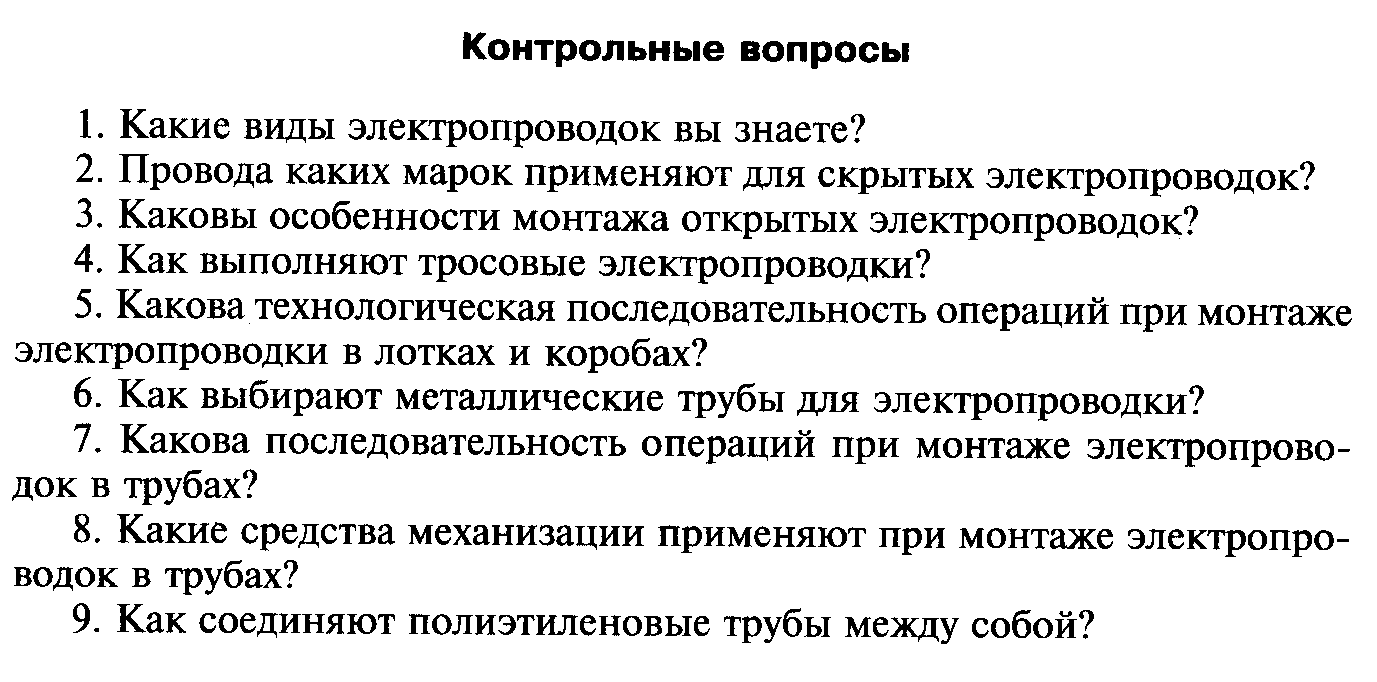 Контрольные вопросы
1. Какие виды электропроводок вы знаете?
2. Провода каких марок применяют для скрытых электропроводок?
3. Каковы особенности монтажа открытых электропроводок?
4. Как выполняют тросовые электропроводки?
5. Какова технологическая последовательность операций при монтаже
электропроводки в лотках и коробах?
6. Как выбирают металлические трубы для электропроводки?
7. Какова последовательность операций при монтаже электропрово-
док в трубах?
8. Какие средства механизации применяют при монтаже электропро-
водок в трубах?
9. Как соединяют полиэтиленовые трубы между собой?